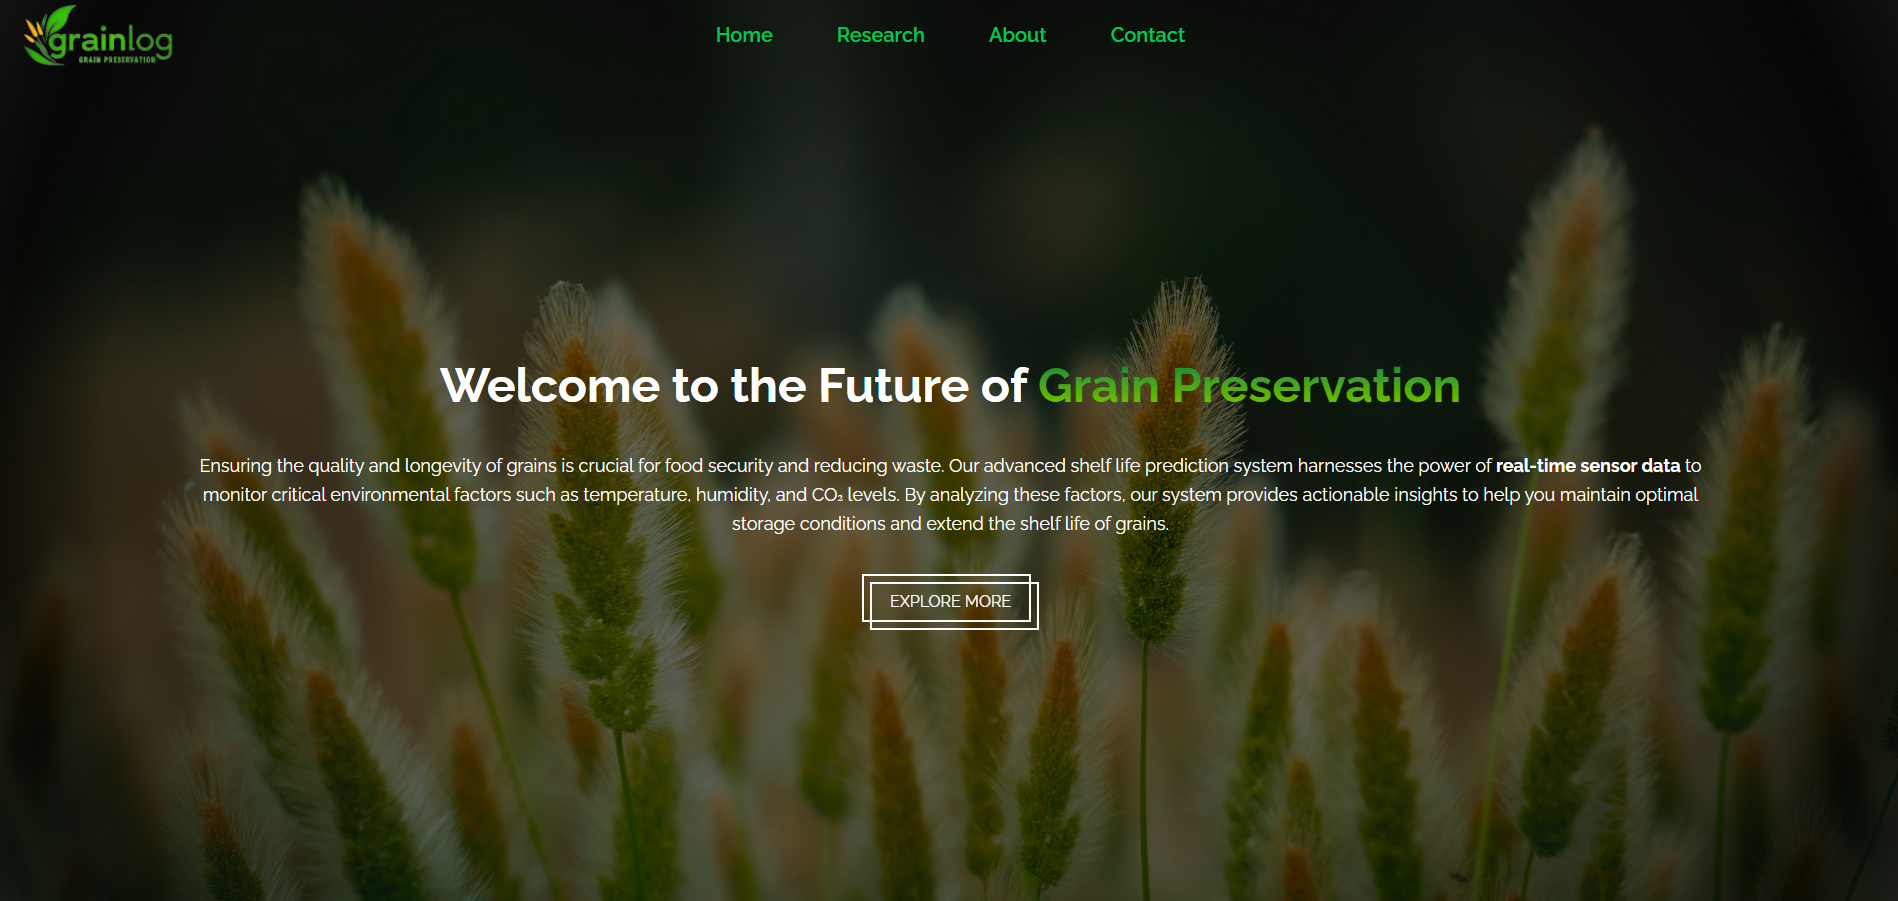 grainlog
GRAIN PRESERVATION
Home
Research
About
Contact
Welcome to the Future of Grain Preservation
Ensuring the quality and longevity of grains is crucial for food security and reducing waste. Our advanced shelf life prediction system harnesses the power of real-time sensor data to
monitor critical environmental factors such as temperature, humidity, and CO₂ levels. By analyzing these factors, our system provides actionable insights to help you maintain optimal
storage conditions and extend the shelf life of grains.
EXPLORE MORE